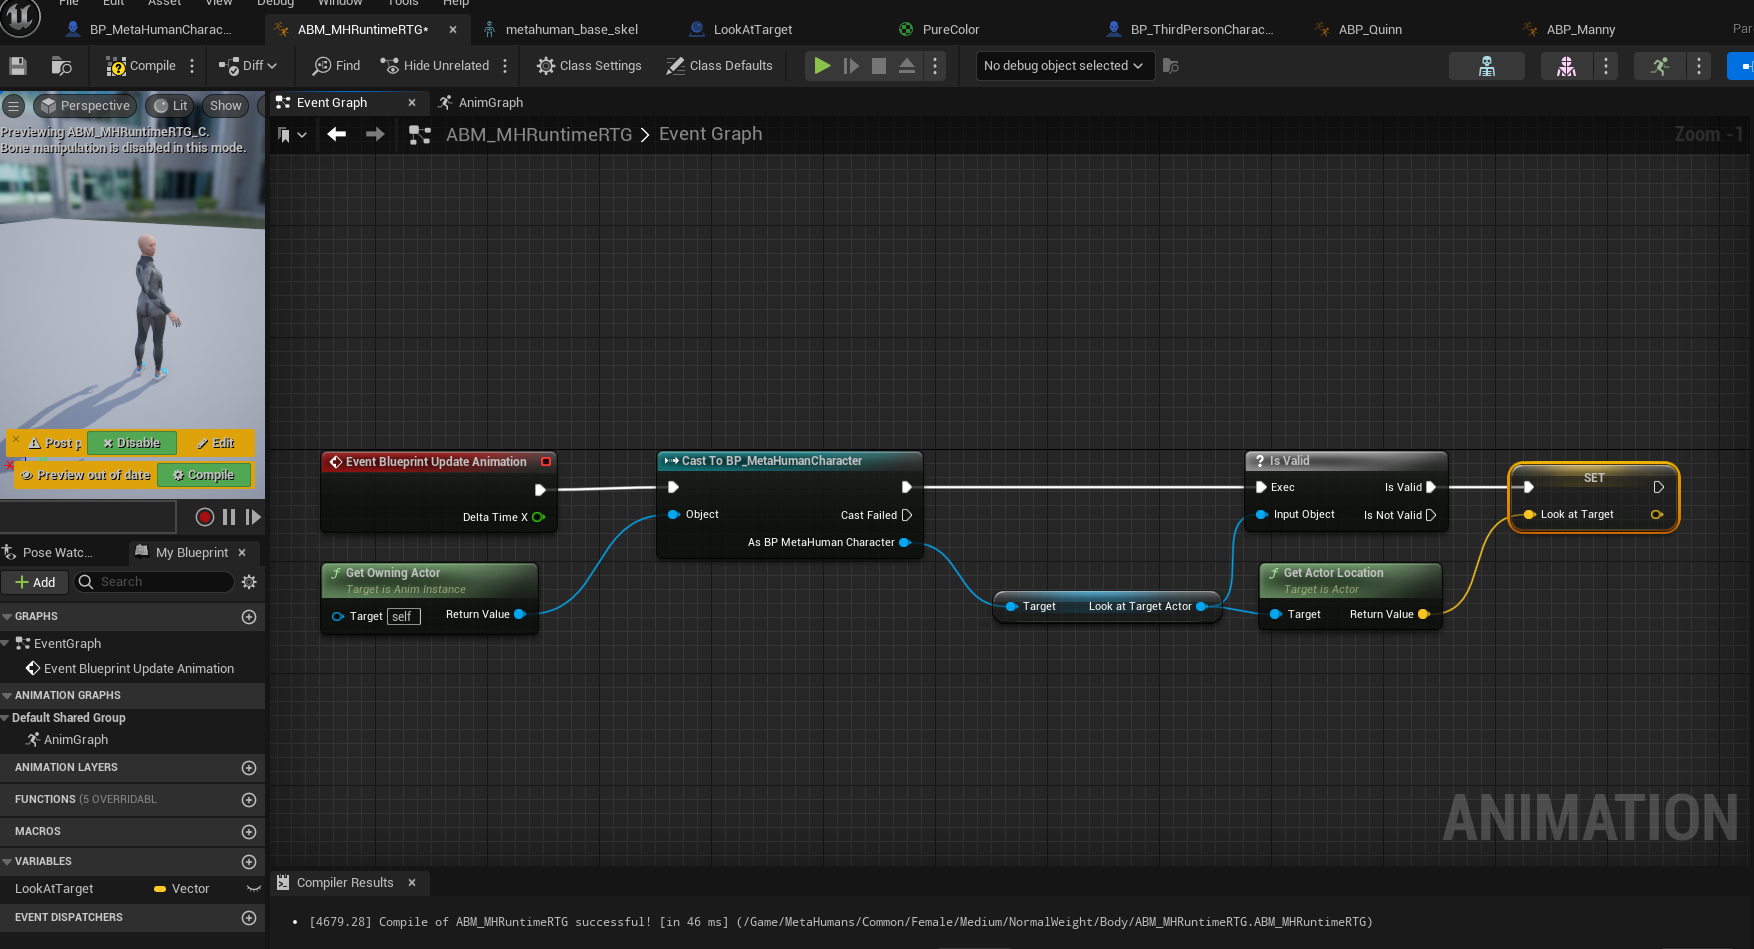 File Edit Asset View Debug Window Tools Help
BP_MetaHumanCharac... ABM_MHRuntimeRTG* metahuman_base_skel LookAtTarget PureColor BP_ThirdPersonCharac... ABP_Quinn ABP_Manny Par
Compile Diff Find Hide Unrelated Class Settings Class Defaults No debug object selected
Perspective Lit Show
Event Graph AnimGraph
Previewing ABM_MHRuntimeRTG_C.
Bone manipulation is disabled in this mode.
ABM_MHRuntimeRTG > Event Graph Zoom -1
Post p Disable Edit
Preview out of date Compile
Event Blueprint Update Animation
Delta Time X
Get Owning Actor
Target is Anim Instance
Target self Return Value
Cast To BP_MetaHumanCharacter
Object Cast Failed
As BP MetaHuman Character
Target Look at Target Actor
? Is Valid
Exec Is Valid
Input Object Is Not Valid
Get Actor Location
Target is Actor
Target Return Value
SET
Look at Target
Pose Watc... My Blueprint
+ Add Search
GRAPHS
EventGraph
Event Blueprint Update Animation
ANIMATION GRAPHS
Default Shared Group
AnimGraph
ANIMATION LAYERS
FUNCTIONS (5 OVERRIDABL
MACROS
VARIABLES
LookAtTarget Vector
EVENT DISPATCHERS
ANIMATION
Compiler Results
• [4679.28] Compile of ABM_MHRuntimeRTG successful! [in 46 ms] (/Game/MetaHumans/Common/Female/Medium/NormalWeight/Body/ABM_MHRuntimeRTG.ABM_MHRuntimeRTG)